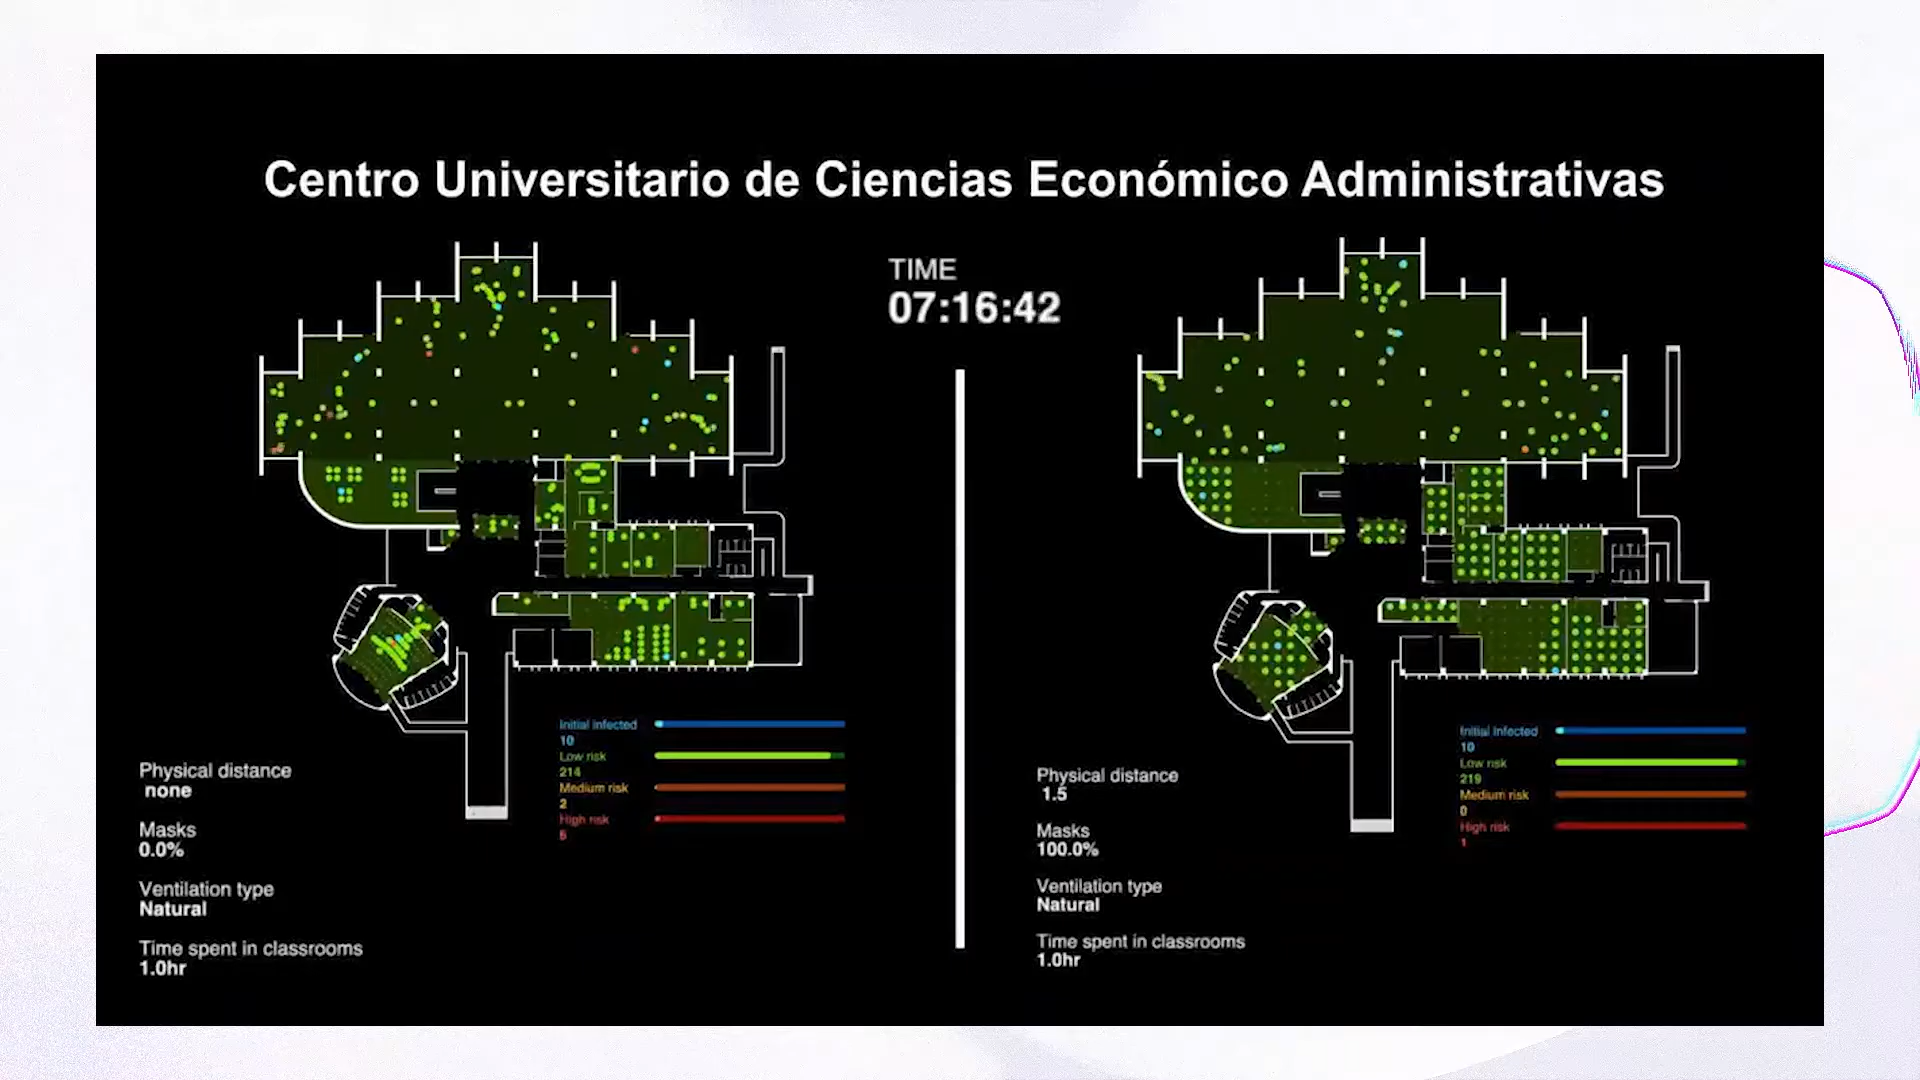 Centro Universitario de Ciencias Económico Administrativas
TIME
07:16:42
Initial Infected
10
Low risk
214
Medium risk
2
High risk
5
Physical distance
none
Masks
0.0%
Ventilation type
Natural
Time spent in classrooms
1.0hr
Initial Infected
10
Low risk
219
Medium risk
0
High risk
1
Physical distance
1.5
Masks
100.0%
Ventilation type
Natural
Time spent in classrooms
1.0hr